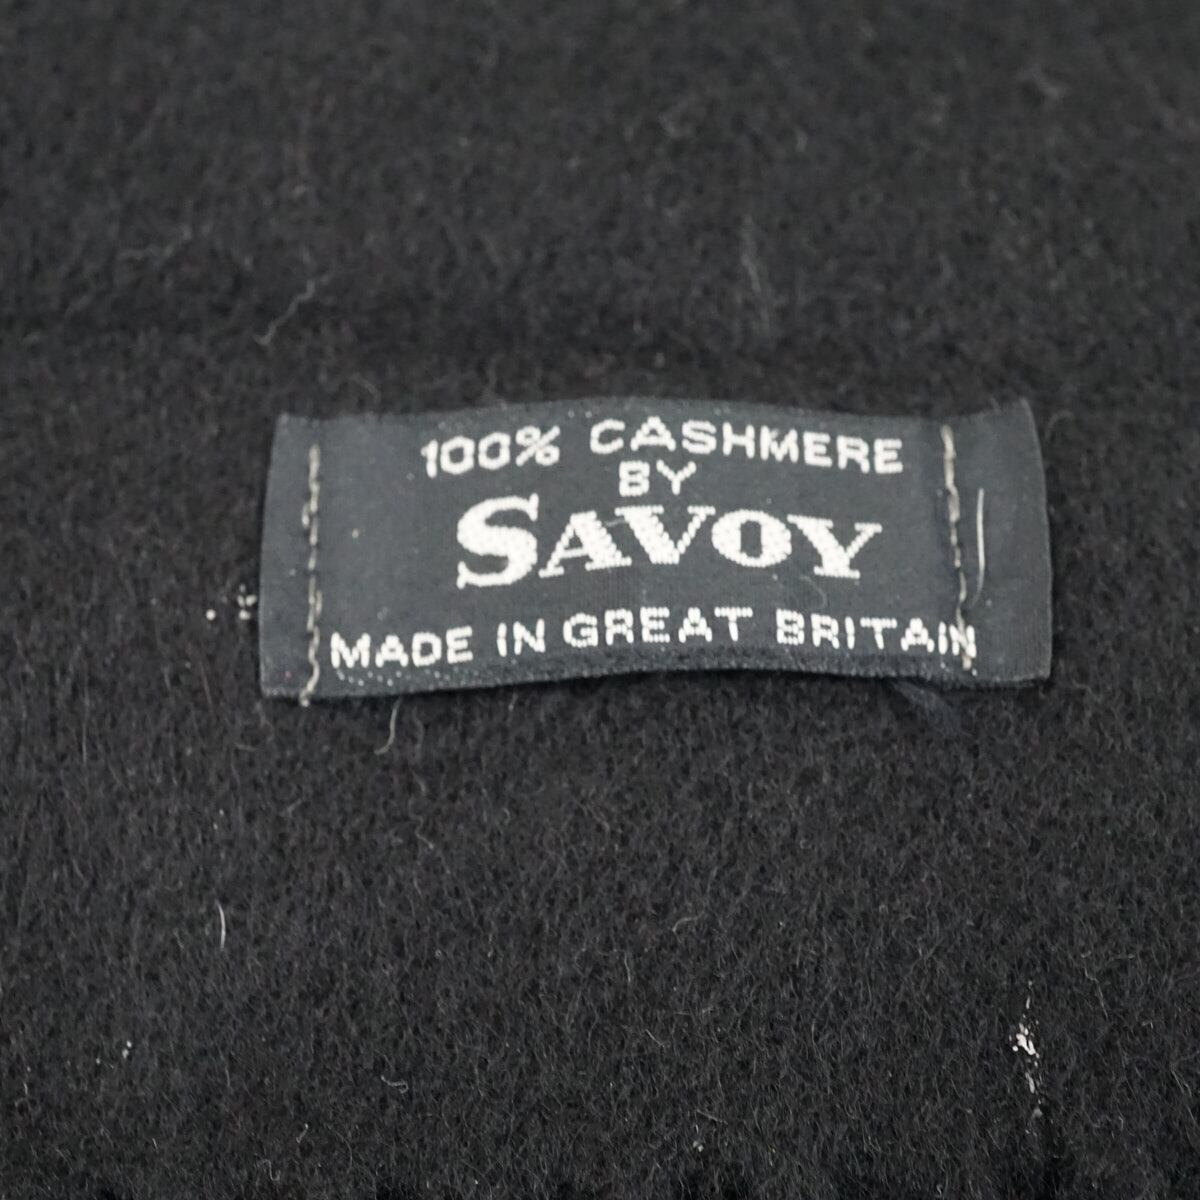 100% CASHMERE
BY
SAVOY
MADE IN GREAT BRITAIN